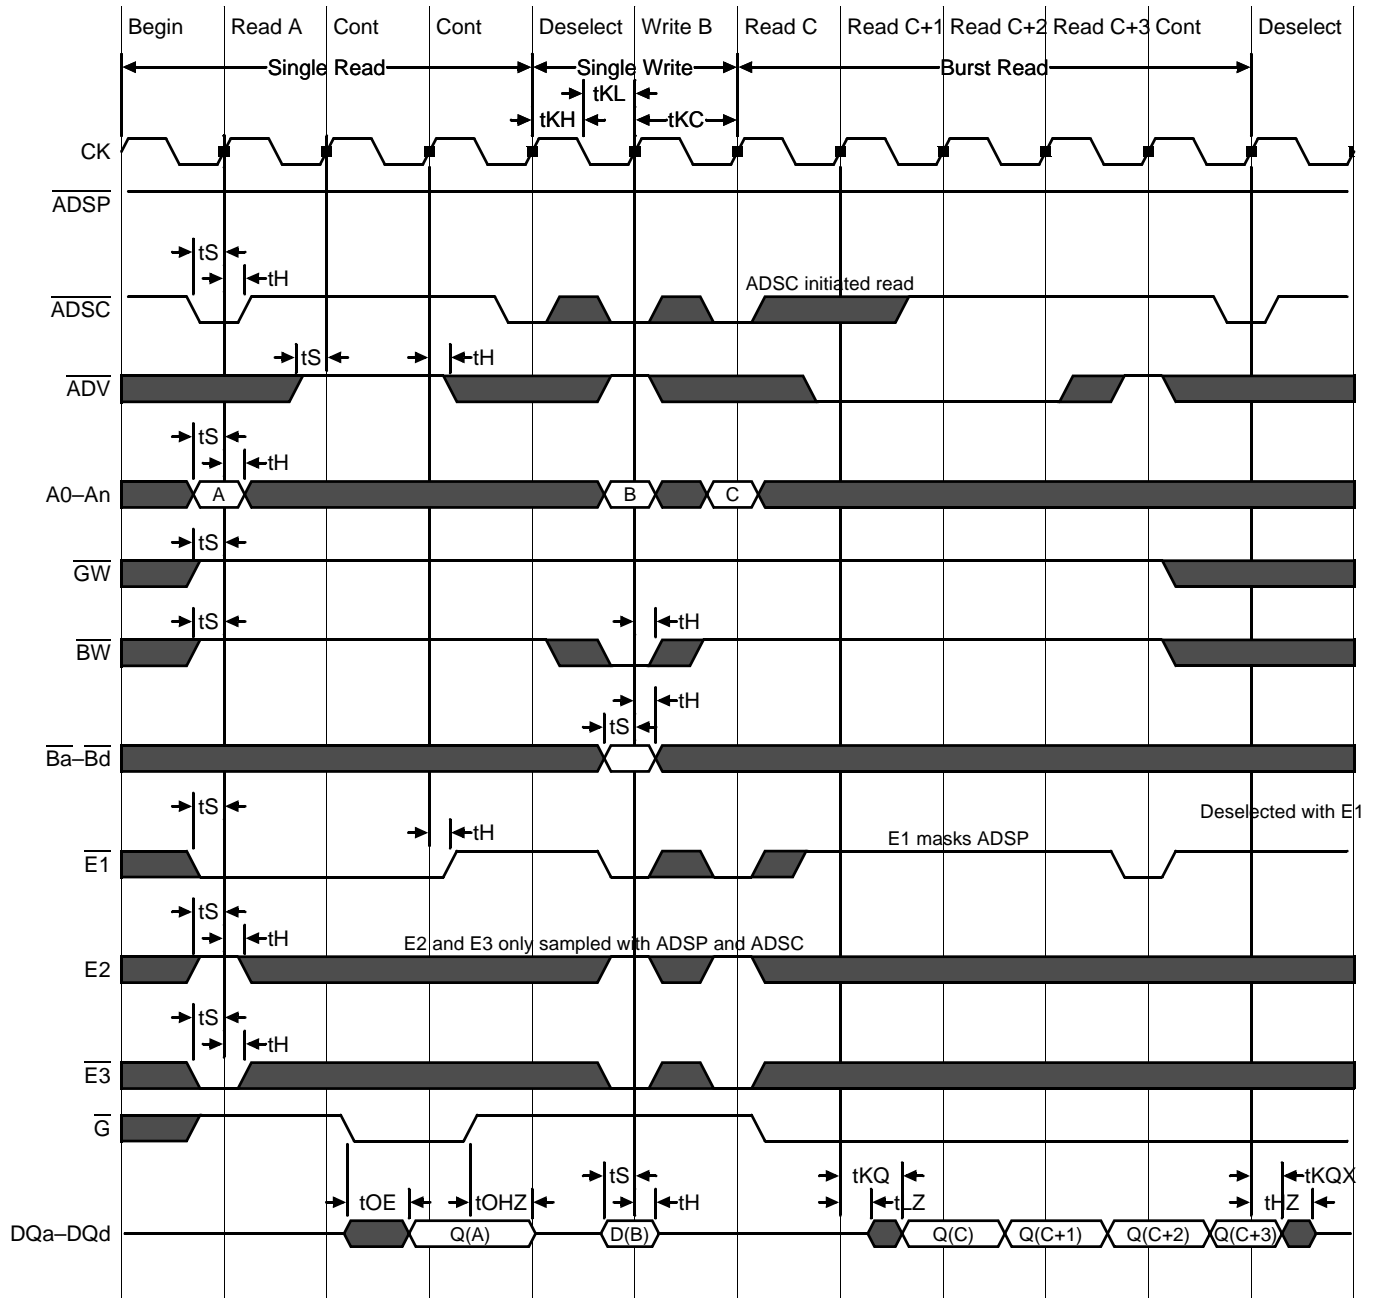 Begin Read A Cont Cont Deselect Write B Read C Read C+1 Read C+2 Read C+3 Cont Deselect
Single Read Single Write Burst Read
tKL
tKH tKC
CK
ADSP
tS
tH
ADSC initiated read
ADSC
tS tH
ADV
tS
tH
A0–An A B C
tS
GW
tS tH
BW
tH
tS
Ba–Bd
tS Deselected with E1
tH E1 masks ADSP
E1
tS
tH E2 and E3 only sampled with ADSP and ADSC
E2
tS
tH
E3
G
tS tKQ tKQX
tOE tOHZ tH tLZ tHZ
DQa–DQd Q(A) D(B) Q(C) Q(C+1) Q(C+2) Q(C+3)